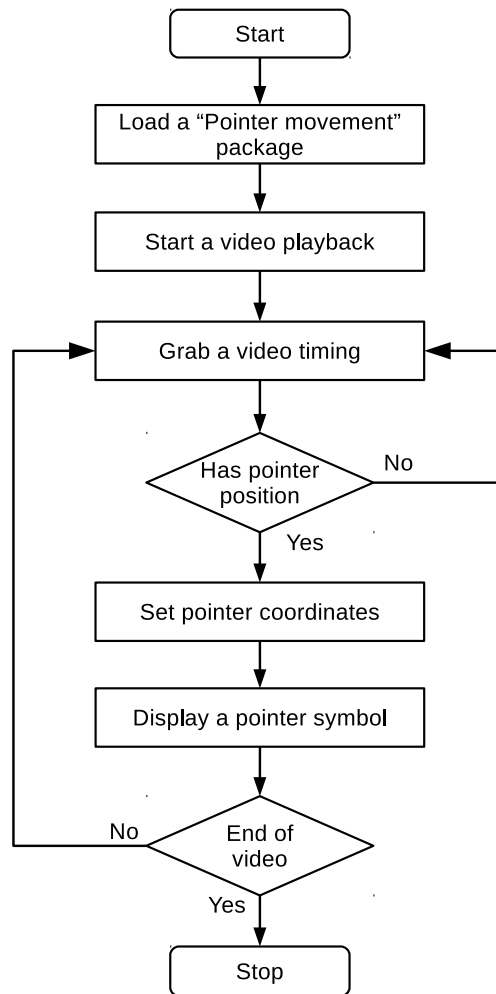 Start
Load a “Pointer movement”
package
Start a video playback
Grab a video timing
Has pointer
position
No
Yes
Set pointer coordinates
Display a pointer symbol
No
End of
video
Yes
Stop